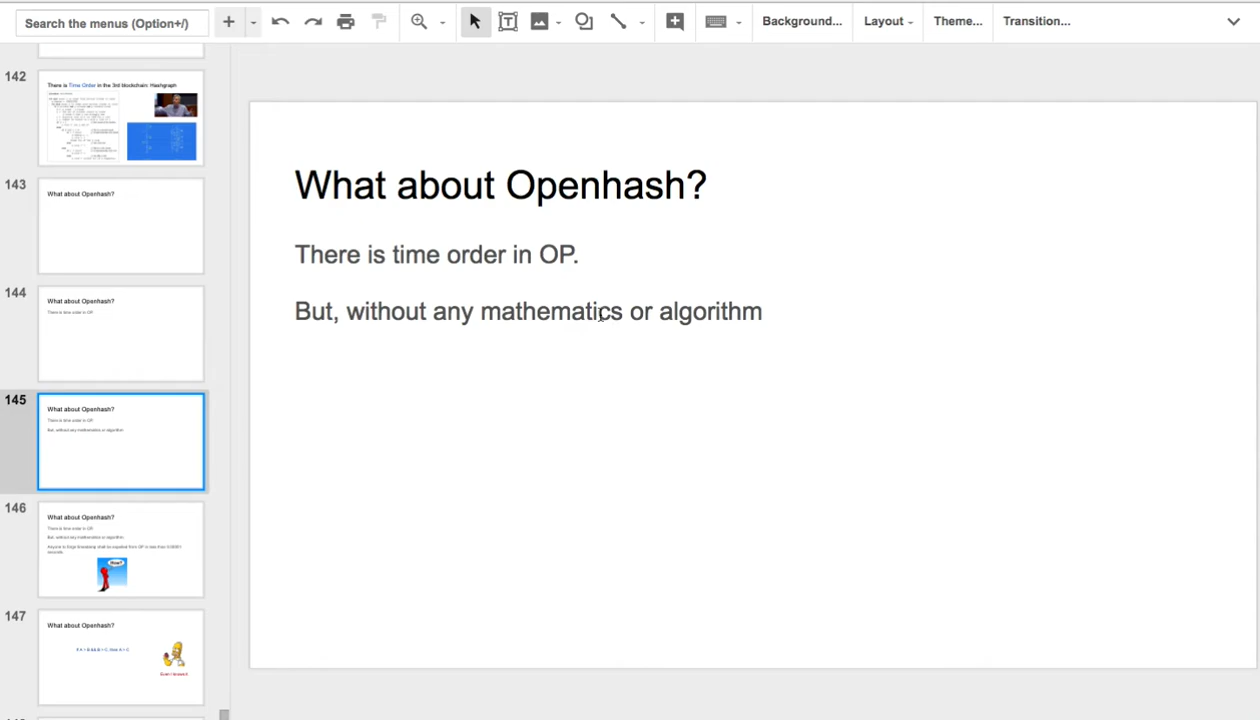 Search the menus (Option+/)
Background...
Layout
Theme...
Transition...
142
There is Time Order in the 3rd blockchain: Hashgraph
143
What about Openhash?
144
What about Openhash?
There is time order in OP.
145
What about Openhash?
There is time order in OP.
But, without any mathematics or algorithm
146
What about Openhash?
There is time order in OP.
But, without any mathematics or algorithm
147
What about Openhash?
What about Openhash?
There is time order in OP.
But, without any mathematics or algorithm